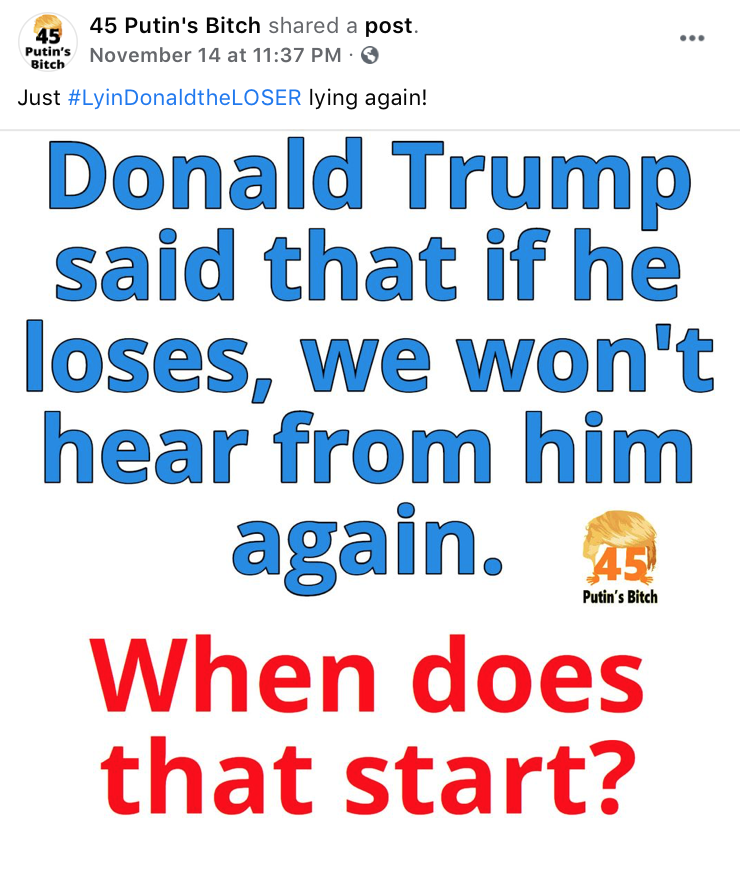 45
Putin's
Bitch
45 Putin's Bitch shared a post.
November 14 at 11:37 PM ·
Just #LyinDonaldtheLOSER lying again!
Donald Trump
said that if he
loses, we won't
hear from him
again.
45
Putin's Bitch
When does
that start?